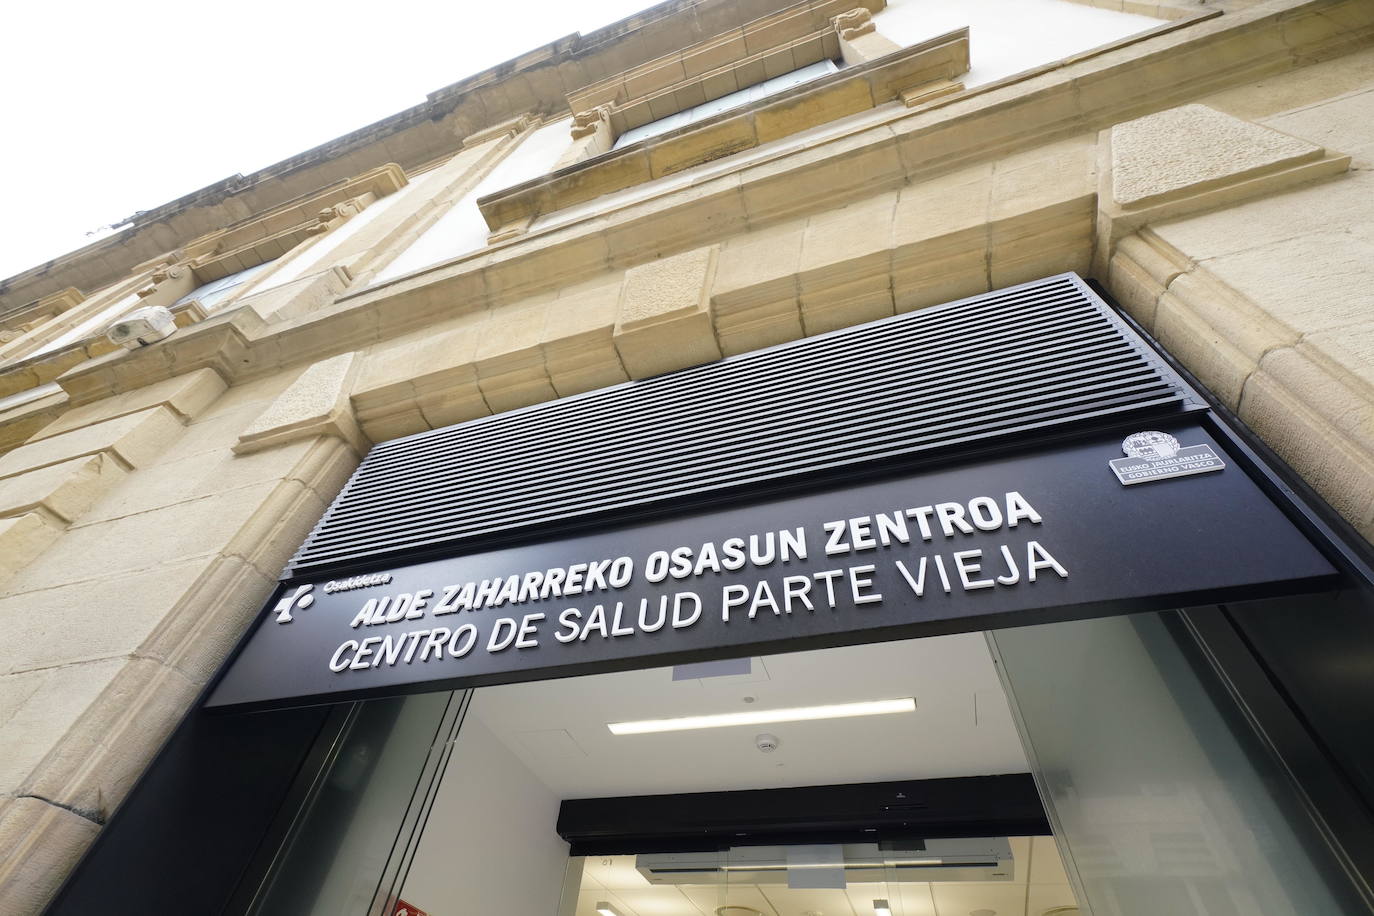 Osakidetza
ALDE ZAHARREKO OSASUN ZENTROA
CENTRO DE SALUD PARTE VIEJA
EUSKO JAURLARITZA
GOBIERNO VASCO